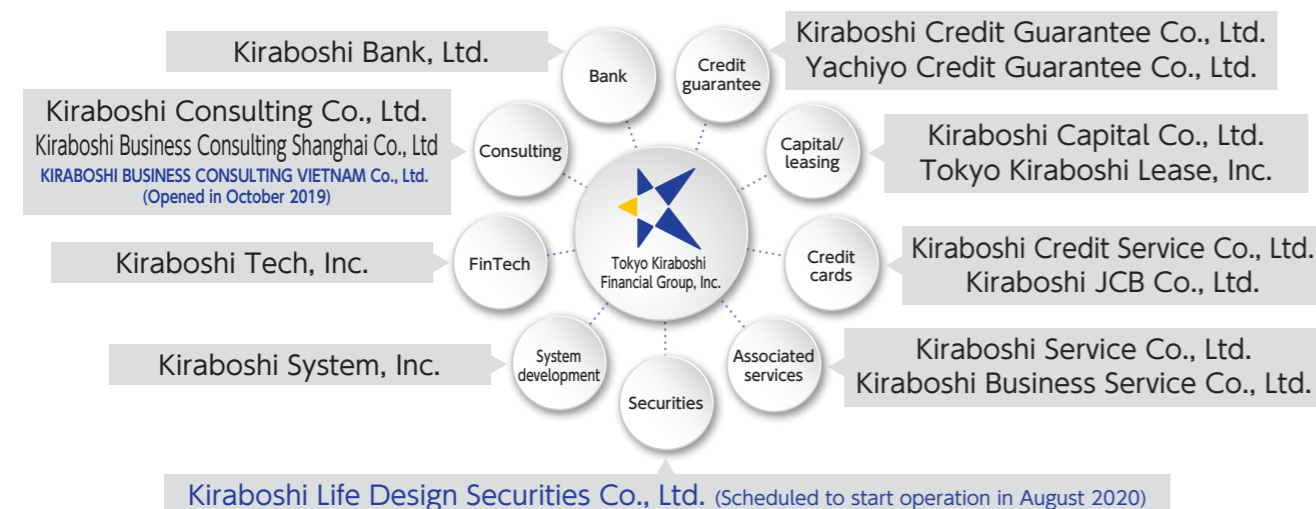 Kiraboshi Bank, Ltd.
Bank
Credit
guarantee
Kiraboshi Credit Guarantee Co., Ltd.
Yachiyo Credit Guarantee Co., Ltd.
Kiraboshi Consulting Co., Ltd.
Kiraboshi Business Consulting Shanghai Co., Ltd
KIRABOSHI BUSINESS CONSULTING VIETNAM Co., Ltd.
(Opened in October 2019)
Consulting
Capital/
leasing
Kiraboshi Capital Co., Ltd.
Tokyo Kiraboshi Lease, Inc.
Kiraboshi Tech, Inc.
FinTech
Tokyo Kiraboshi
Financial Group, Inc.
Credit
cards
Kiraboshi Credit Service Co., Ltd.
Kiraboshi JCB Co., Ltd.
Kiraboshi System, Inc.
System
development
Securities
Associated
services
Kiraboshi Service Co., Ltd.
Kiraboshi Business Service Co., Ltd.
Kiraboshi Life Design Securities Co., Ltd. (Scheduled to start operation in August 2020)